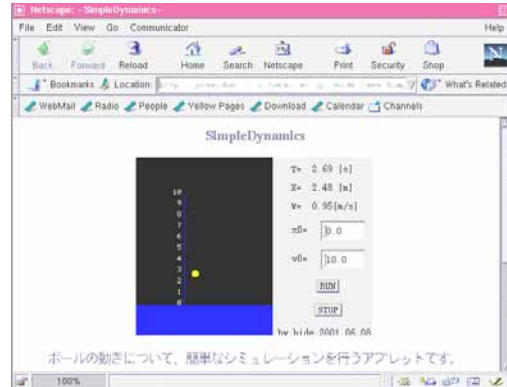 Netscape: - SimpleDynamics-
File Edit View Go Communicator Help
Back Forward Reload Home Search Netscape Print Security Shop
Bookmarks Location: What's Related
WebMail Radio People Yellow Pages Download Calendar Channels
SImpleDynamics
T= 2.69 [s]
X= 2.48 [m]
V= 0.95[m/s]
x0= 0.0
v0= 10.0
RUN
STOP
by hide 2001.06.08
10
9
8
7
6
5
4
3
2
1
0
ボールの動きについて、簡単なシミュレーションを行うアプレットです。
100%